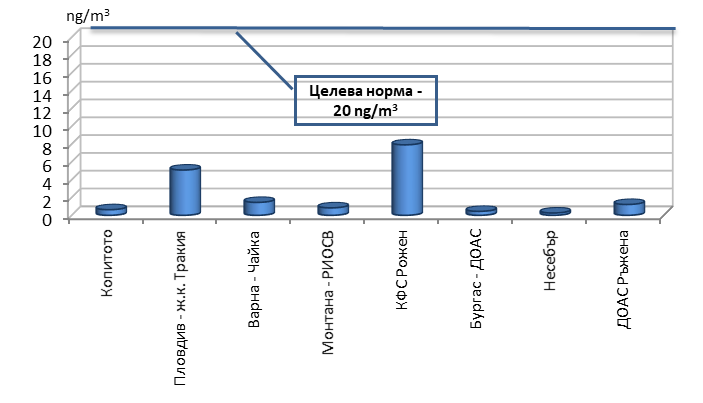 ng/m³
20
18
16
14
12
10
8
6
4
2
0
Целева норма -
20 ng/m³
Копитото
Пловдив - ж.к. Тракия
Варна - Чайка
Монтана - РИОСВ
КФС Рожен
Бургас - ДОАС
Несебър
ДОАС Ръжена